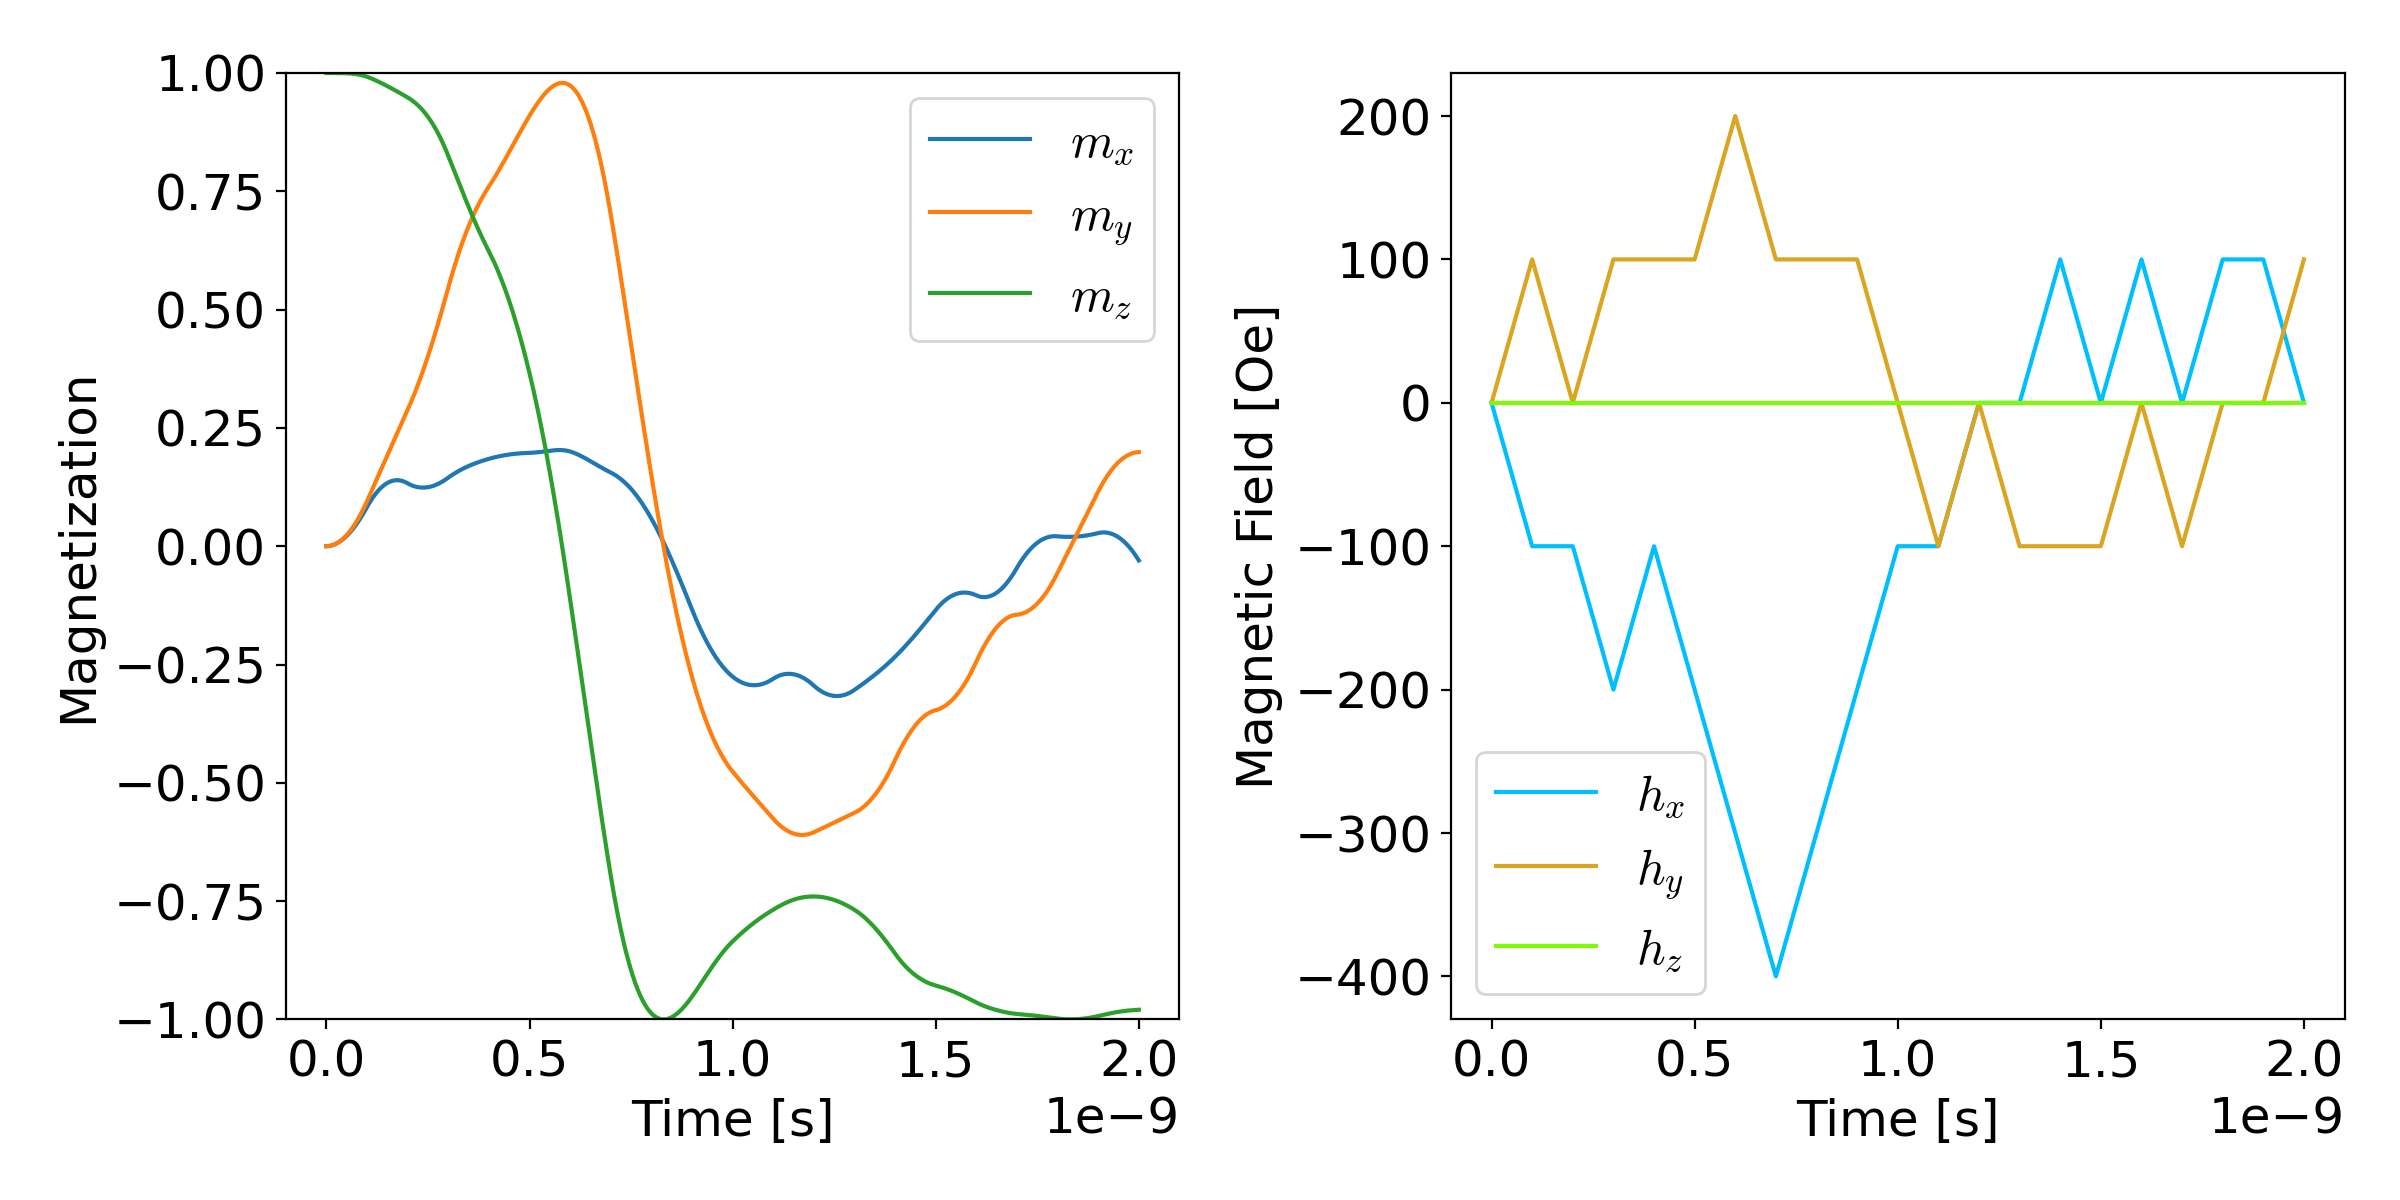 1.00
0.75
0.50
0.25
0.00
−0.25
−0.50
−0.75
−1.00
Magnetization
0.0 0.5 1.0 1.5 2.0
Time [s]
1e−9
m_x
m_y
m_z
200
100
0
−100
−200
−300
−400
Magnetic Field [Oe]
0.0 0.5 1.0 1.5 2.0
Time [s]
1e−9
h_x
h_y
h_z